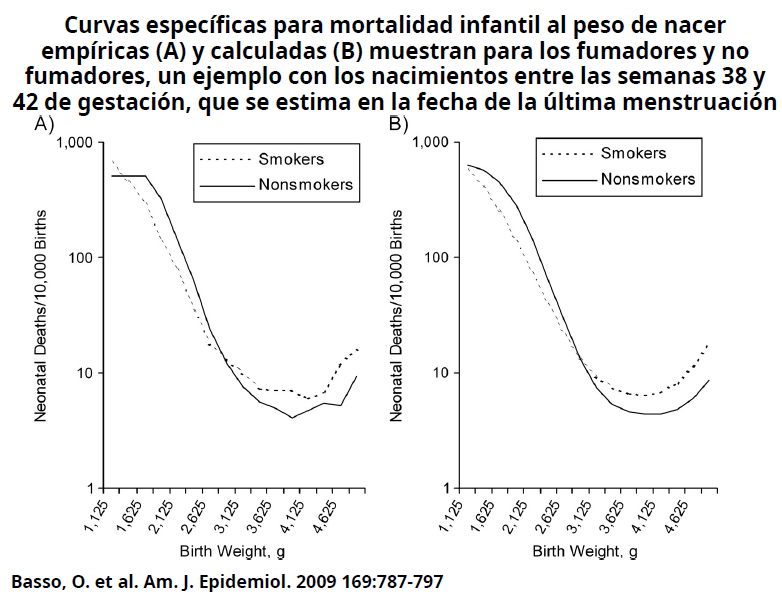 Curvas específicas para mortalidad infantil al peso de nacer
empíricas (A) y calculadas (B) muestran para los fumadores y no
fumadores, un ejemplo con los nacimientos entre las semanas 38 y
42 de gestación, que se estima en la fecha de la última menstruación
A)
1,000
100
10
1
Neonatal Deaths/10,000 Births
Smokers
Nonsmokers
1,125
1,625
2,125
2,625
3,125
3,625
4,125
4,625
Birth Weight, g
B)
1,000
100
10
1
Neonatal Deaths/10,000 Births
Smokers
Nonsmokers
1,125
1,625
2,125
2,625
3,125
3,625
4,125
4,625
Birth Weight, g
Basso, O. et al. Am. J. Epidemiol. 2009 169:787-797